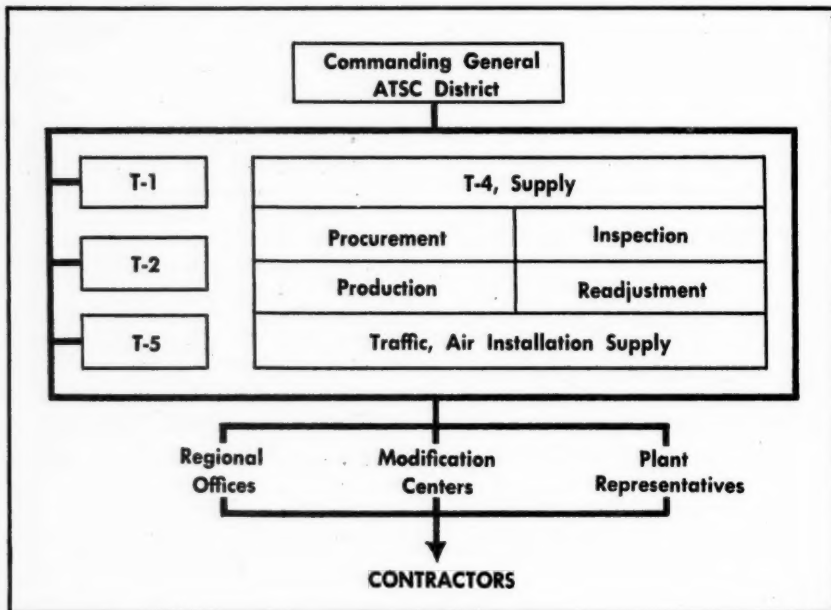 Commanding General
ATSC District
T-1
T-4, Supply
Procurement
Inspection
T-2
Production
Readjustment
T-5
Traffic, Air Installation Supply
Regional
Offices
Modification
Centers
Plant
Representatives
CONTRACTORS